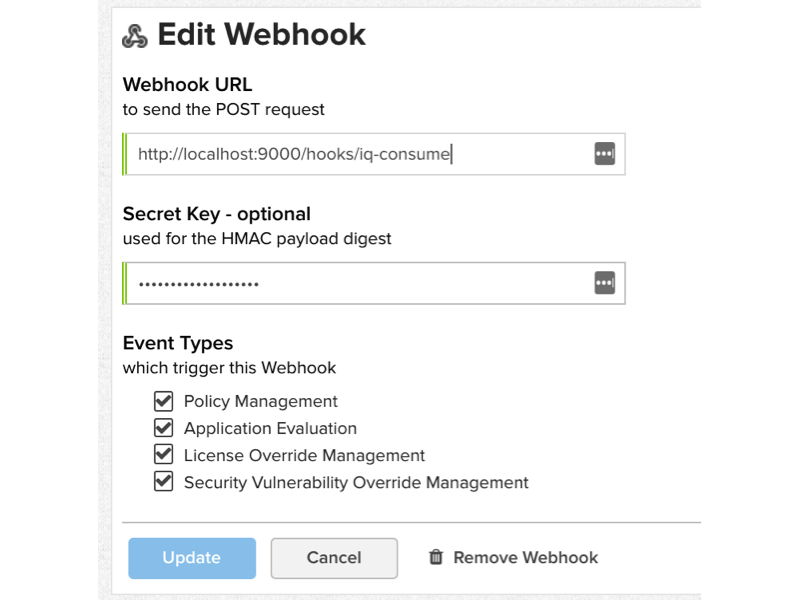 Edit Webhook
Webhook URL
to send the POST request
http://localhost:9000/hooks/iq-consume
Secret Key - optional
used for the HMAC payload digest
•••••••••••••••••••
Event Types
which trigger this Webhook
Policy Management
Application Evaluation
License Override Management
Security Vulnerability Override Management
Update Cancel Remove Webhook